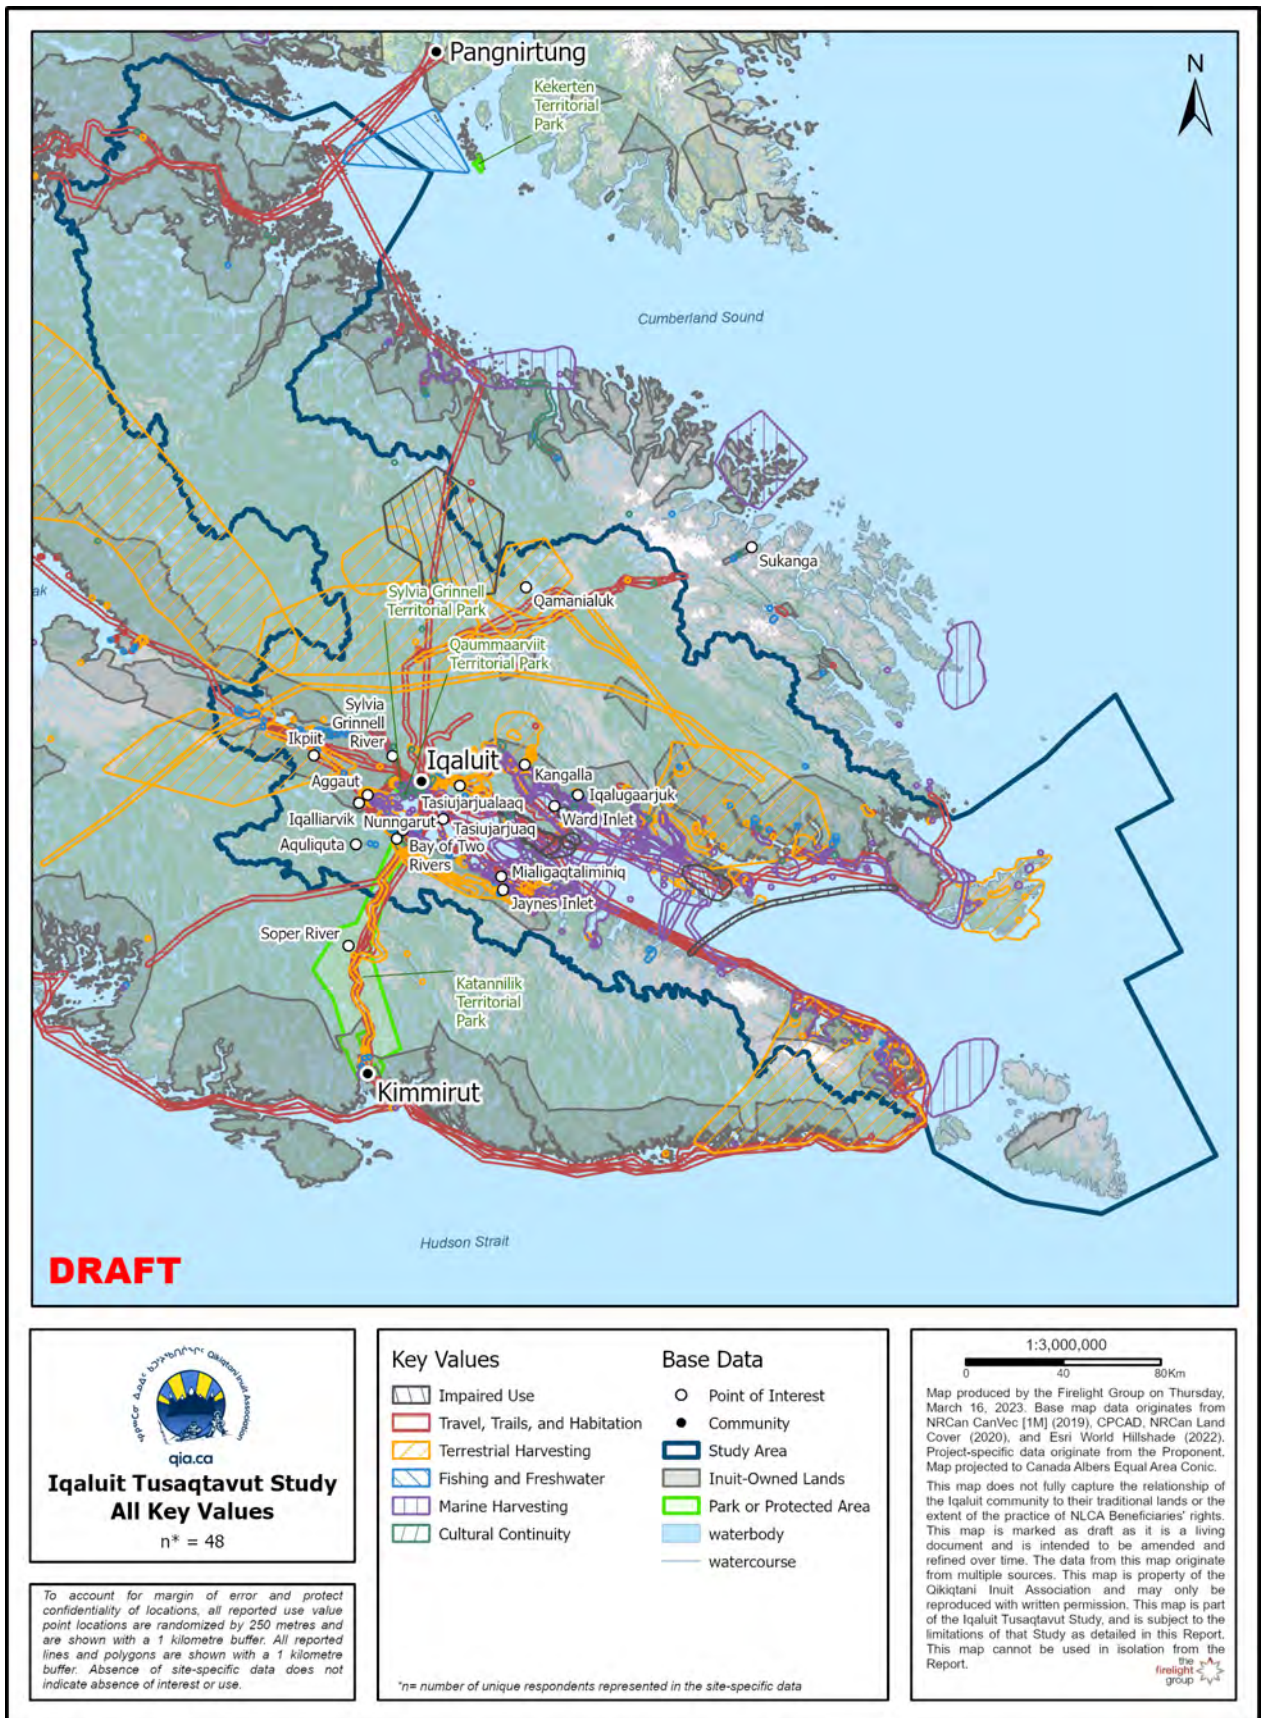 Pangnirtung
Kekerten
Territorial
Park
N
Cumberland Sound
Sukanga
Qamanialuk
Sylvia Grinnell
Territorial Park
Qaummaarviit
Territorial Park
ak
Sylvia
Grinnell
River
Ikpiit
Iqaluit
Kangalla
Aggaut
Iqalugaarjuk
Tasiujarjualaaq
Iqalliarvik
Nunngarut
Ward Inlet
Tasiujarjuaq
Aquliquta
Bay of Two
Rivers
Mialigaqtaliminiq
Jaynes Inlet
Soper River
Katannilik
Territorial
Park
Kimmirut
Hudson Strait
DRAFT
Qikiqtani Inuit Association
qia.ca
Iqaluit Tusaqtavut Study
All Key Values
n* = 48
To account for margin of error and protect
confidentiality of locations, all reported use value
point locations are randomized by 250 metres and
are shown with a 1 kilometre buffer. All reported
lines and polygons are shown with a 1 kilometre
buffer. Absence of site-specific data does not
indicate absence of interest or use.
Key Values
Impaired Use
Travel, Trails, and Habitation
Terrestrial Harvesting
Fishing and Freshwater
Marine Harvesting
Cultural Continuity
Base Data
Point of Interest
Community
Study Area
Inuit-Owned Lands
Park or Protected Area
waterbody
watercourse
*n= number of unique respondents represented in the site-specific data
1:3,000,000
0 40 80Km
Map produced by the Firelight Group on Thursday,
March 16, 2023. Base map data originates from
NRCan CanVec [1M] (2019), CPCAD, NRCan Land
Cover (2020), and Esri World Hillshade (2022).
Project-specific data originate from the Proponent.
Map projected to Canada Albers Equal Area Conic.
This map does not fully capture the relationship of
the Iqaluit community to their traditional lands or the
extent of the practice of NLCA Beneficiaries' rights.
This map is marked as draft as it is a living
document and is intended to be amended and
refined over time. The data from this map originate
from multiple sources. This map is property of the
Qikiqtani Inuit Association and may only be
reproduced with written permission. This map is part
of the Iqaluit Tusaqtavut Study, and is subject to the
limitations of that Study as detailed in this Report.
This map cannot be used in isolation from the
Report.
the
firelight
group